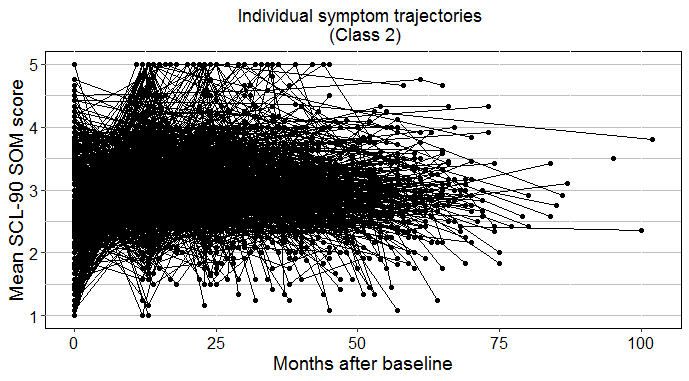 Individual symptom trajectories
(Class 2)
Mean SCL-90 SOM score
5
4
3
2
1
0
25
50
75
100
Months after baseline